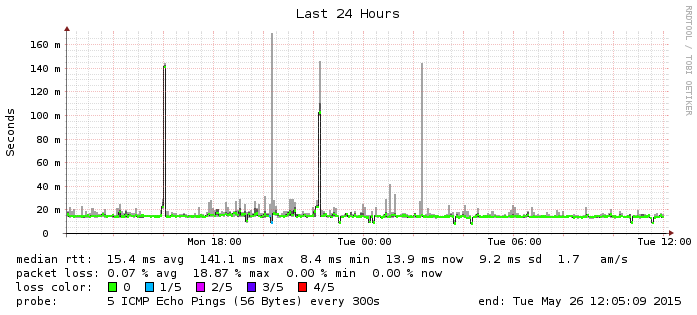 Last 24 Hours
RRDTOOL / TOBI OETIKER
Seconds
160 m
140 m
120 m
100 m
80 m
60 m
40 m
20 m
0
Mon 18:00 Tue 00:00 Tue 06:00 Tue 12:00
median rtt: 15.4 ms avg 141.1 ms max 8.4 ms min 13.9 ms now 9.2 ms sd 1.7 am/s
packet loss: 0.07 % avg 18.87 % max 0.00 % min 0.00 % now
loss color: 0 1/5 2/5 3/5 4/5
probe: 5 ICMP Echo Pings (56 Bytes) every 300s end: Tue May 26 12:05:09 2015